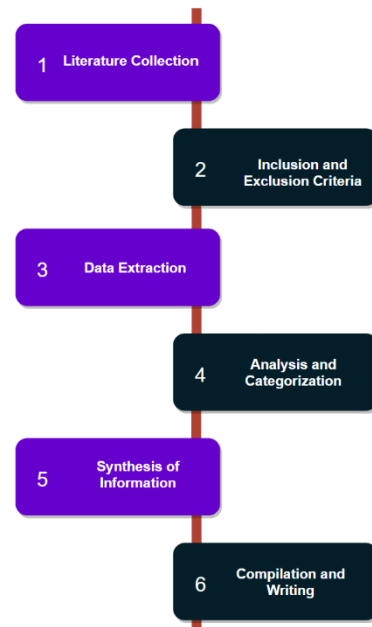 1 Literature Collection
2 Inclusion and
Exclusion Criteria
3 Data Extraction
4 Analysis and
Categorization
5 Synthesis of
Information
6 Compilation and
Writing